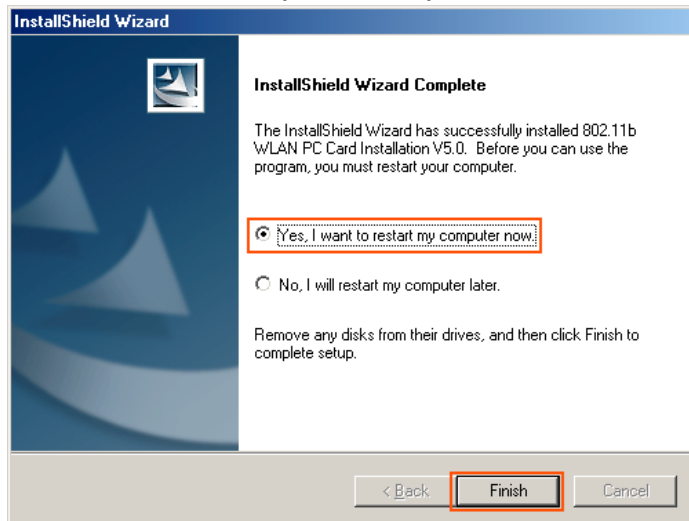 InstallShield Wizard
InstallShield Wizard Complete
The InstallShield Wizard has successfully installed 802.11b
WLAN PC Card Installation V5.0.  Before you can use the
program, you must restart your computer.
Yes, I want to restart my computer now.
No, I will restart my computer later.
Remove any disks from their drives, and then click Finish to
complete setup.
< Back Finish Cancel